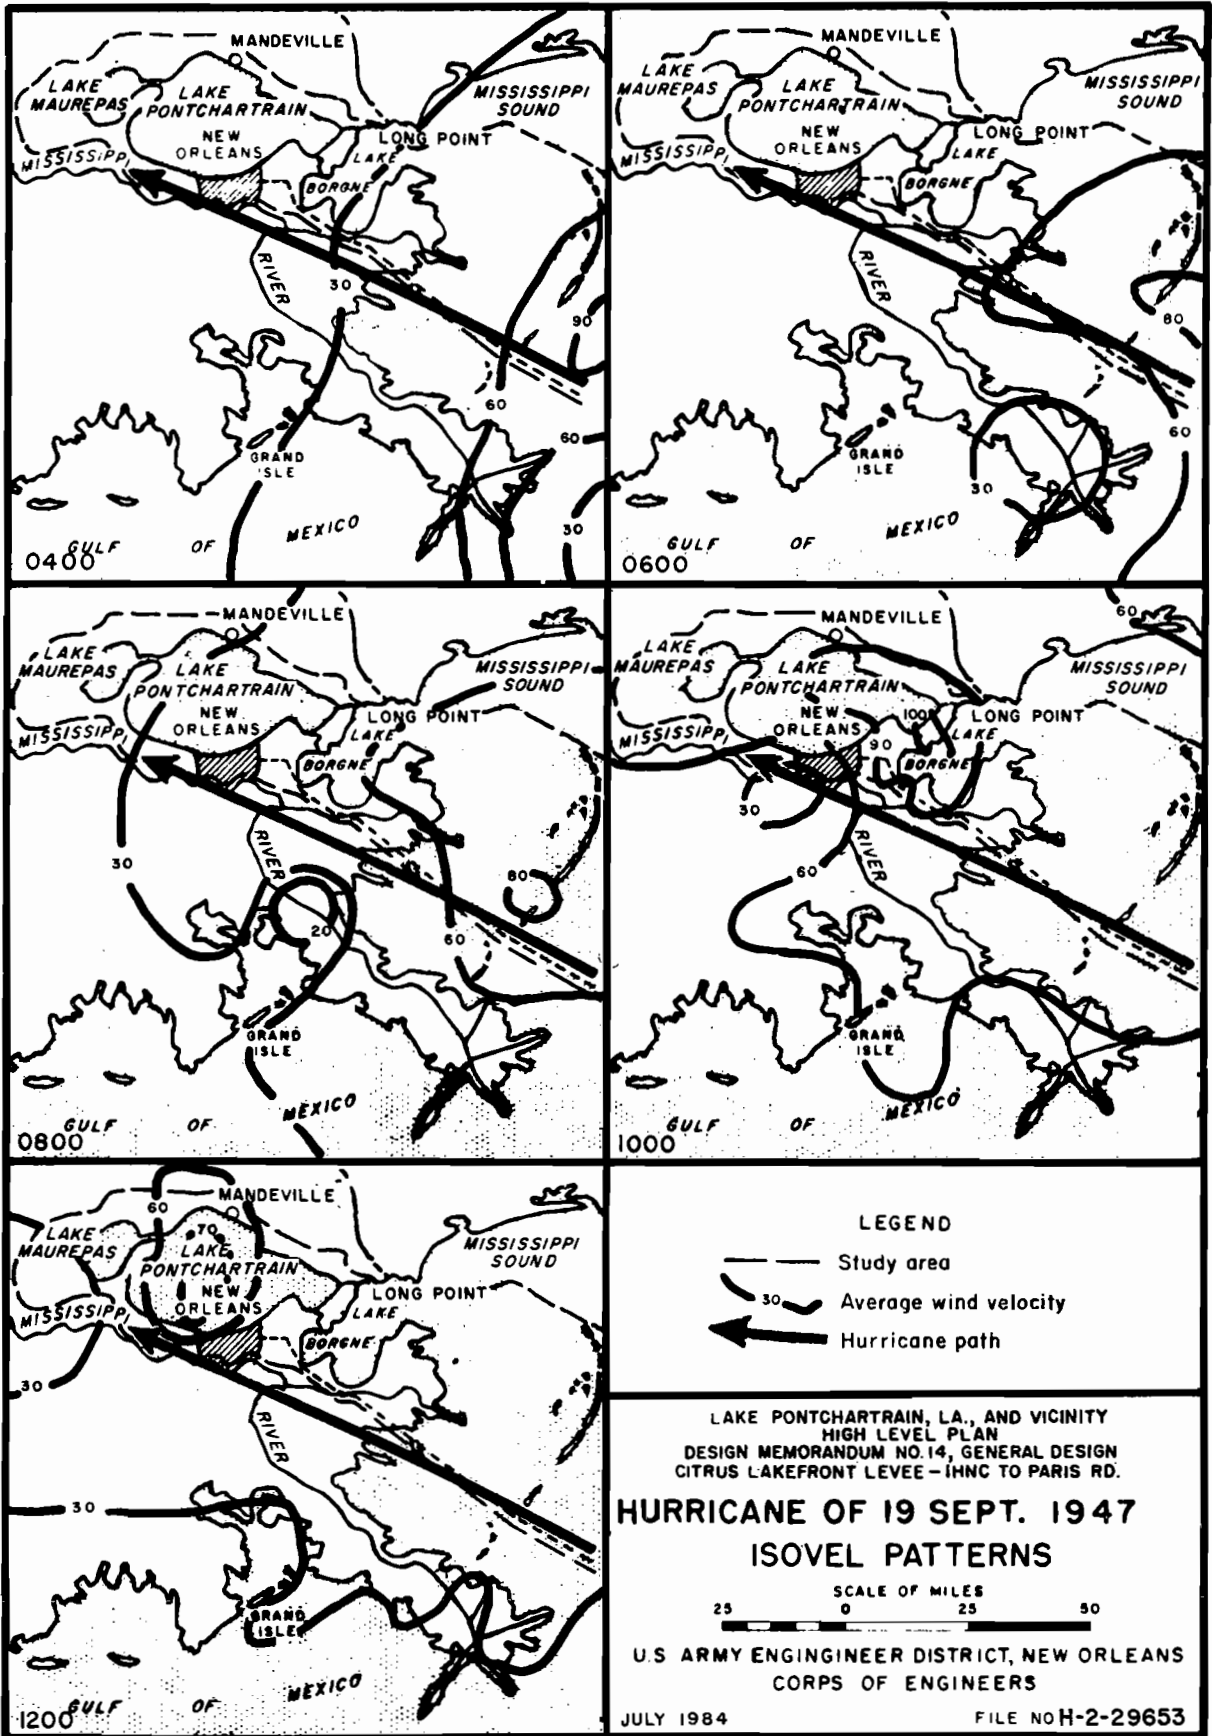 MANDEVILLE
LAKE
MAUREPAS
LAKE
PONTCHARTRAIN
MISSISSIPPI
SOUND
NEW
ORLEANS
LONG POINT
LAKE
BORGNE
MISSISSIPPI
RIVER
30
90
60
60
GRAND
ISLE
30
GULF OF MEXICO
0400
MANDEVILLE
LAKE
MAUREPAS
LAKE
PONTCHARTRAIN
MISSISSIPPI
SOUND
NEW
ORLEANS
LONG POINT
LAKE
BORGNE
MISSISSIPPI
RIVER
80
60
GRAND
ISLE
30
GULF OF MEXICO
0600
MANDEVILLE
LAKE
MAUREPAS
LAKE
PONTCHARTRAIN
MISSISSIPPI
SOUND
NEW
ORLEANS
LONG POINT
LAKE
BORGNE
MISSISSIPPI
RIVER
30
80
20
60
GRAND
ISLE
GULF OF MEXICO
0800
60
MANDEVILLE
LAKE
MAUREPAS
LAKE
PONTCHARTRAIN
MISSISSIPPI
SOUND
NEW
ORLEANS
100
LONG POINT
LAKE
90
BORGNE
MISSISSIPPI
30
RIVER
60
GRAND
ISLE
GULF OF MEXICO
1000
MANDEVILLE
60
70
LAKE
MAUREPAS
LAKE
PONTCHARTRAIN
MISSISSIPPI
SOUND
NEW
ORLEANS
LONG POINT
LAKE
BORGNE
MISSISSIPPI
30
RIVER
30
GRAND
ISLE
GULF OF MEXICO
1200
LEGEND
Study area
30 Average wind velocity
Hurricane path
LAKE PONTCHARTRAIN, LA., AND VICINITY
HIGH LEVEL PLAN
DESIGN MEMORANDUM NO. 14, GENERAL DESIGN
CITRUS LAKEFRONT LEVEE - IHNC TO PARIS RD.
HURRICANE OF 19 SEPT. 1947
ISOVEL PATTERNS
SCALE OF MILES
25 0 25 50
U.S ARMY ENGINGINEER DISTRICT, NEW ORLEANS
CORPS OF ENGINEERS
JULY 1984 FILE NO H-2-29653